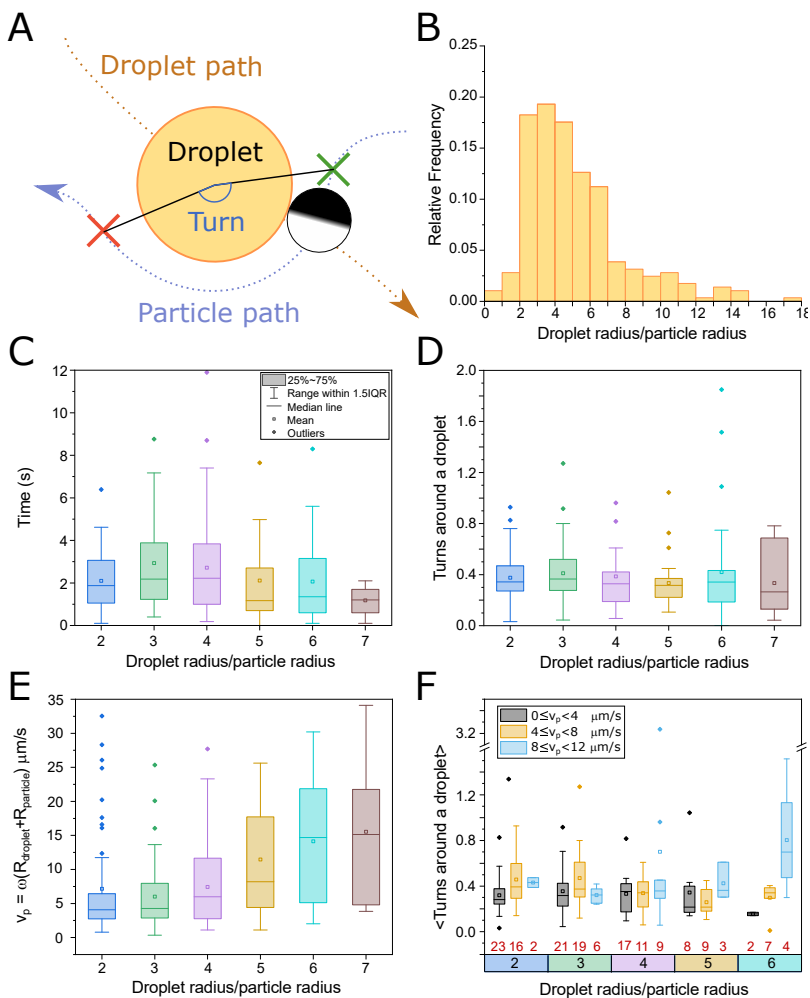 A
Droplet path
Droplet
Turn
Particle path
B
0.25
0.20
0.15
0.10
0.05
0.00
Relative Frequency
0 2 4 6 8 10 12 14 16 18
Droplet radius/particle radius
C
12
10
8
6
4
2
0
Time (s)
25%~75%
Range within 1.5IQR
Median line
Mean
Outliers
2 3 4 5 6 7
Droplet radius/particle radius
D
2.0
1.6
1.2
0.8
0.4
0.0
Turns around a droplet
2 3 4 5 6 7
Droplet radius/particle radius
E
35
30
25
20
15
10
5
0
v_p = ω(R_droplet+R_particle) μm/s
2 3 4 5 6 7
Droplet radius/particle radius
F
3.2
1.2
0.8
0.4
0.0
<Turns around a droplet>
0≤v_p<4 μm/s
4≤v_p<8 μm/s
8≤v_p<12 μm/s
23 16 2 21 19 6 17 11 9 8 9 3 2 7 4
2 3 4 5 6
Droplet radius/particle radius